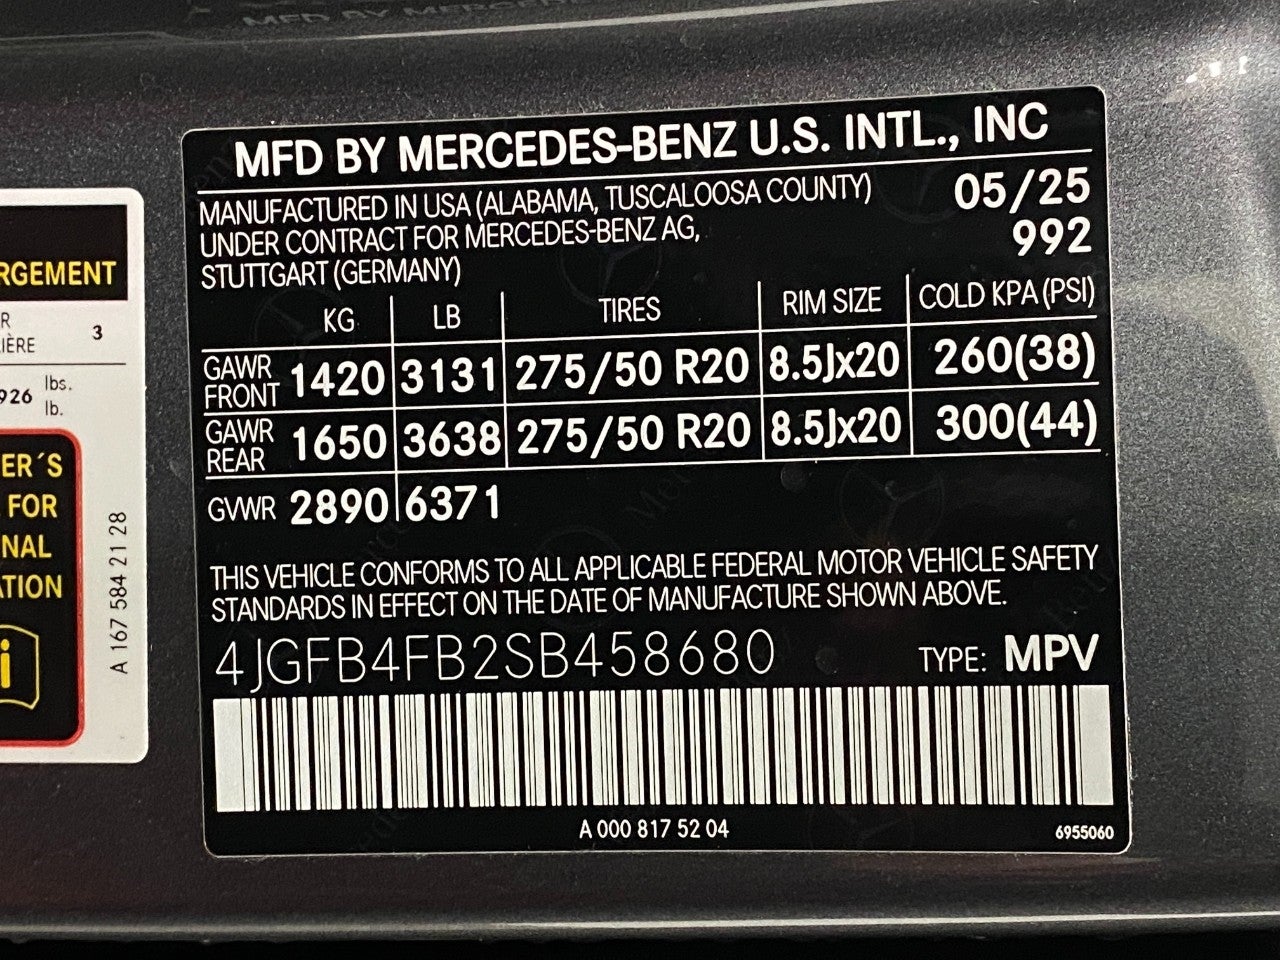 MFD BY MERCEDES-BENZ U.S. INTL., INC
MANUFACTURED IN USA (ALABAMA, TUSCALOOSA COUNTY) 05/25
UNDER CONTRACT FOR MERCEDES-BENZ AG, 992
STUTTGART (GERMANY)
KG LB TIRES RIM SIZE COLD KPA (PSI)
GAWR FRONT 1420 3131 275/50 R20 8.5Jx20 260(38)
GAWR REAR 1650 3638 275/50 R20 8.5Jx20 300(44)
GVWR 2890 6371
THIS VEHICLE CONFORMS TO ALL APPLICABLE FEDERAL MOTOR VEHICLE SAFETY
STANDARDS IN EFFECT ON THE DATE OF MANUFACTURE SHOWN ABOVE.
4JGFB4FB2SB458680 TYPE: MPV
A 000 817 52 04 6955060
RGEMENT
R
IÈRE 3
926 lbs.
lb.
ER´S
FOR
NAL
ATION
i
A 167 584 21 28